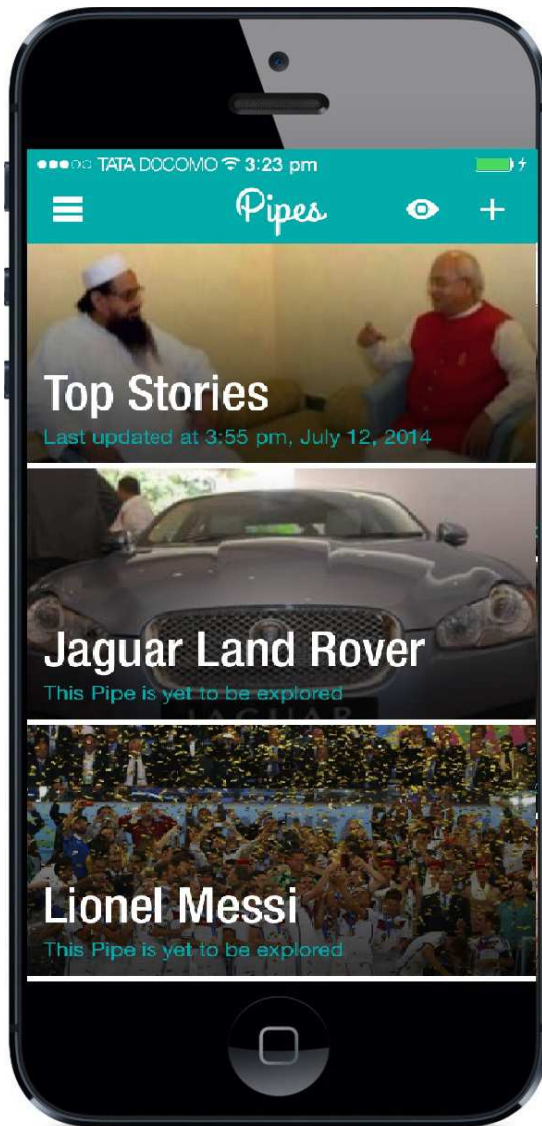 TATA DOCOMO 3:23 pm
Pipes
Top Stories
Last updated at 3:55 pm, July 12, 2014
Jaguar Land Rover
This Pipe is yet to be explored
JAGUAR
Lionel Messi
This Pipe is yet to be explored